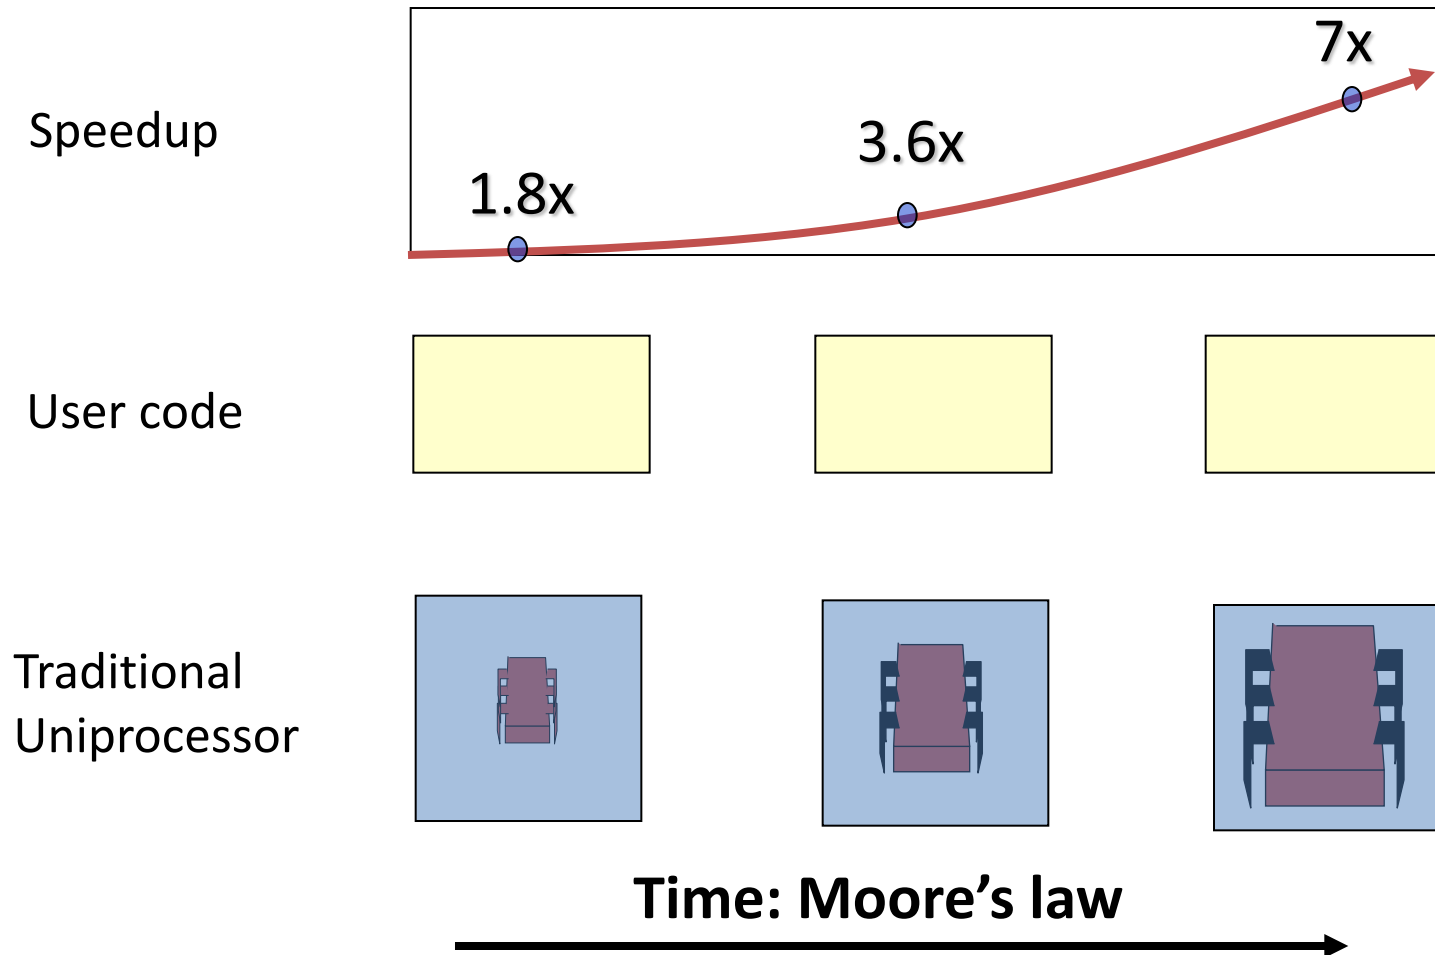 7x
Speedup
3.6x
1.8x
User code
Traditional
Uniprocessor
Time: Moore’s law